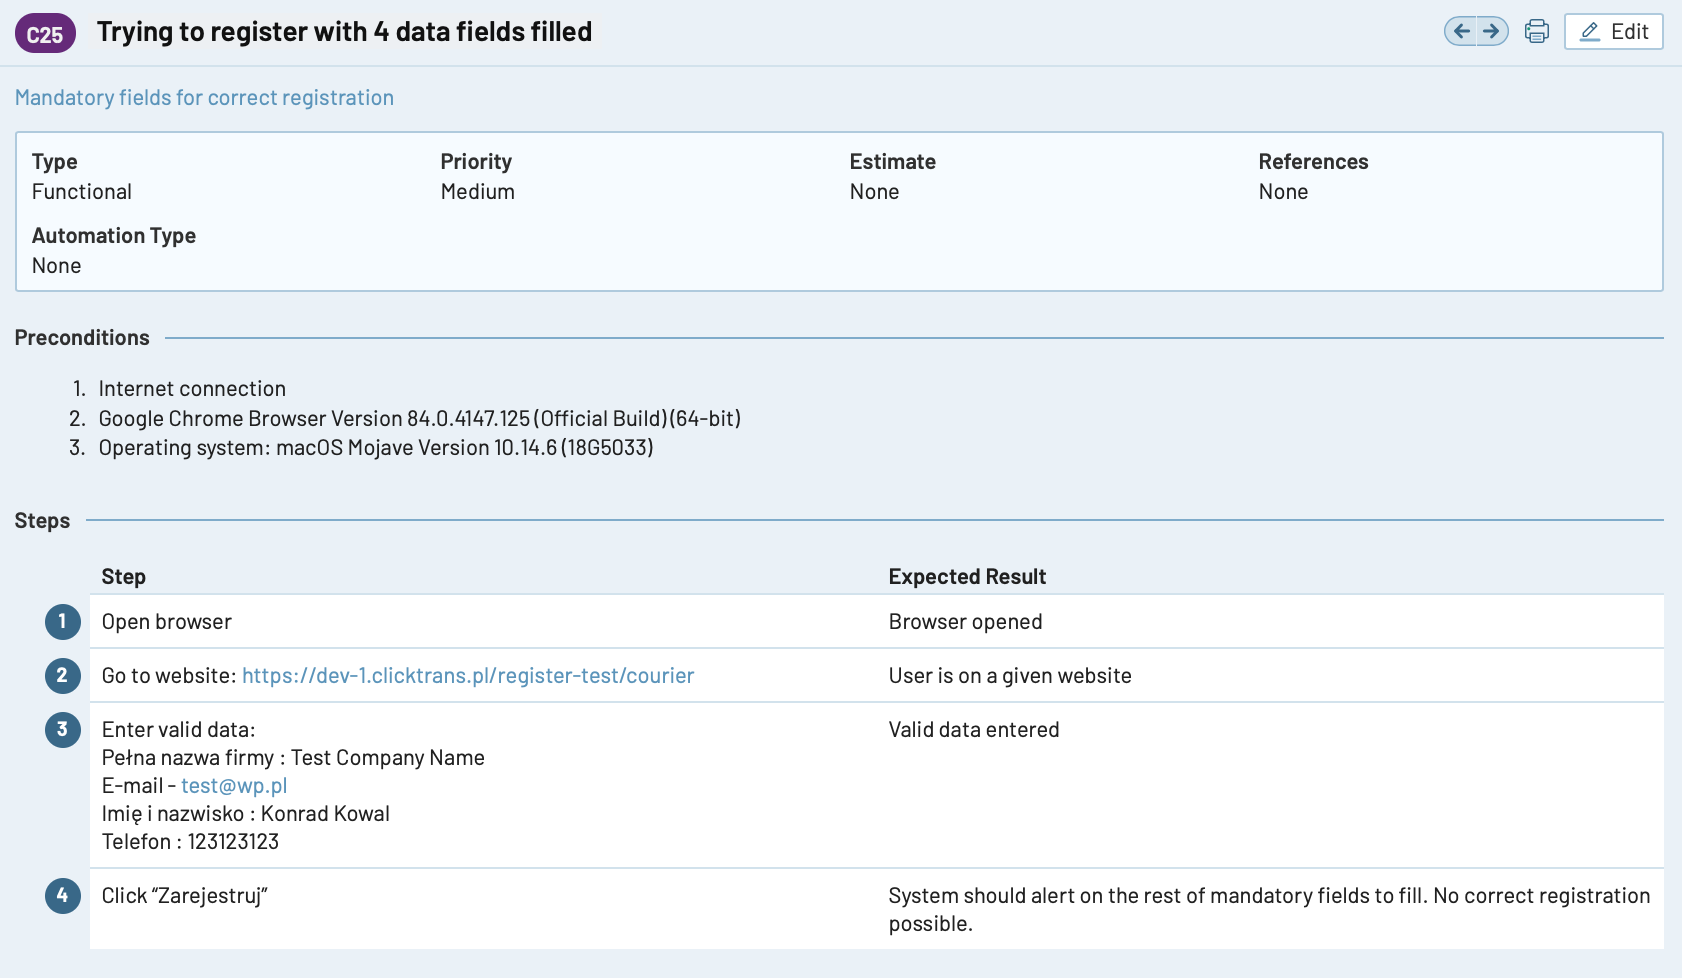 C25 Trying to register with 4 data fields filled Edit
Mandatory fields for correct registration
Type Priority Estimate References
Functional Medium None None
Automation Type
None
Preconditions
1. Internet connection
2. Google Chrome Browser Version 84.0.4147.125 (Official Build) (64-bit)
3. Operating system: macOS Mojave Version 10.14.6 (18G5033)
Steps
Step Expected Result
1 Open browser Browser opened
2 Go to website: https://dev-1.clicktrans.pl/register-test/courier User is on a given website
3 Enter valid data: Valid data entered
Pełna nazwa firmy : Test Company Name
E-mail - test@wp.pl
Imię i nazwisko : Konrad Kowal
Telefon : 123123123
4 Click “Zarejestruj” System should alert on the rest of mandatory fields to fill. No correct registration
possible.